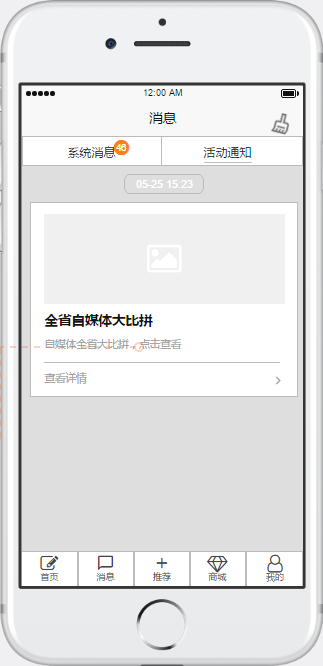 12:00 AM
消息
系统消息 46 活动通知
05-25 15:23
全省自媒体大比拼
自媒体全省大比拼，点击查看
查看详情
首页 消息 推荐 商城 我的